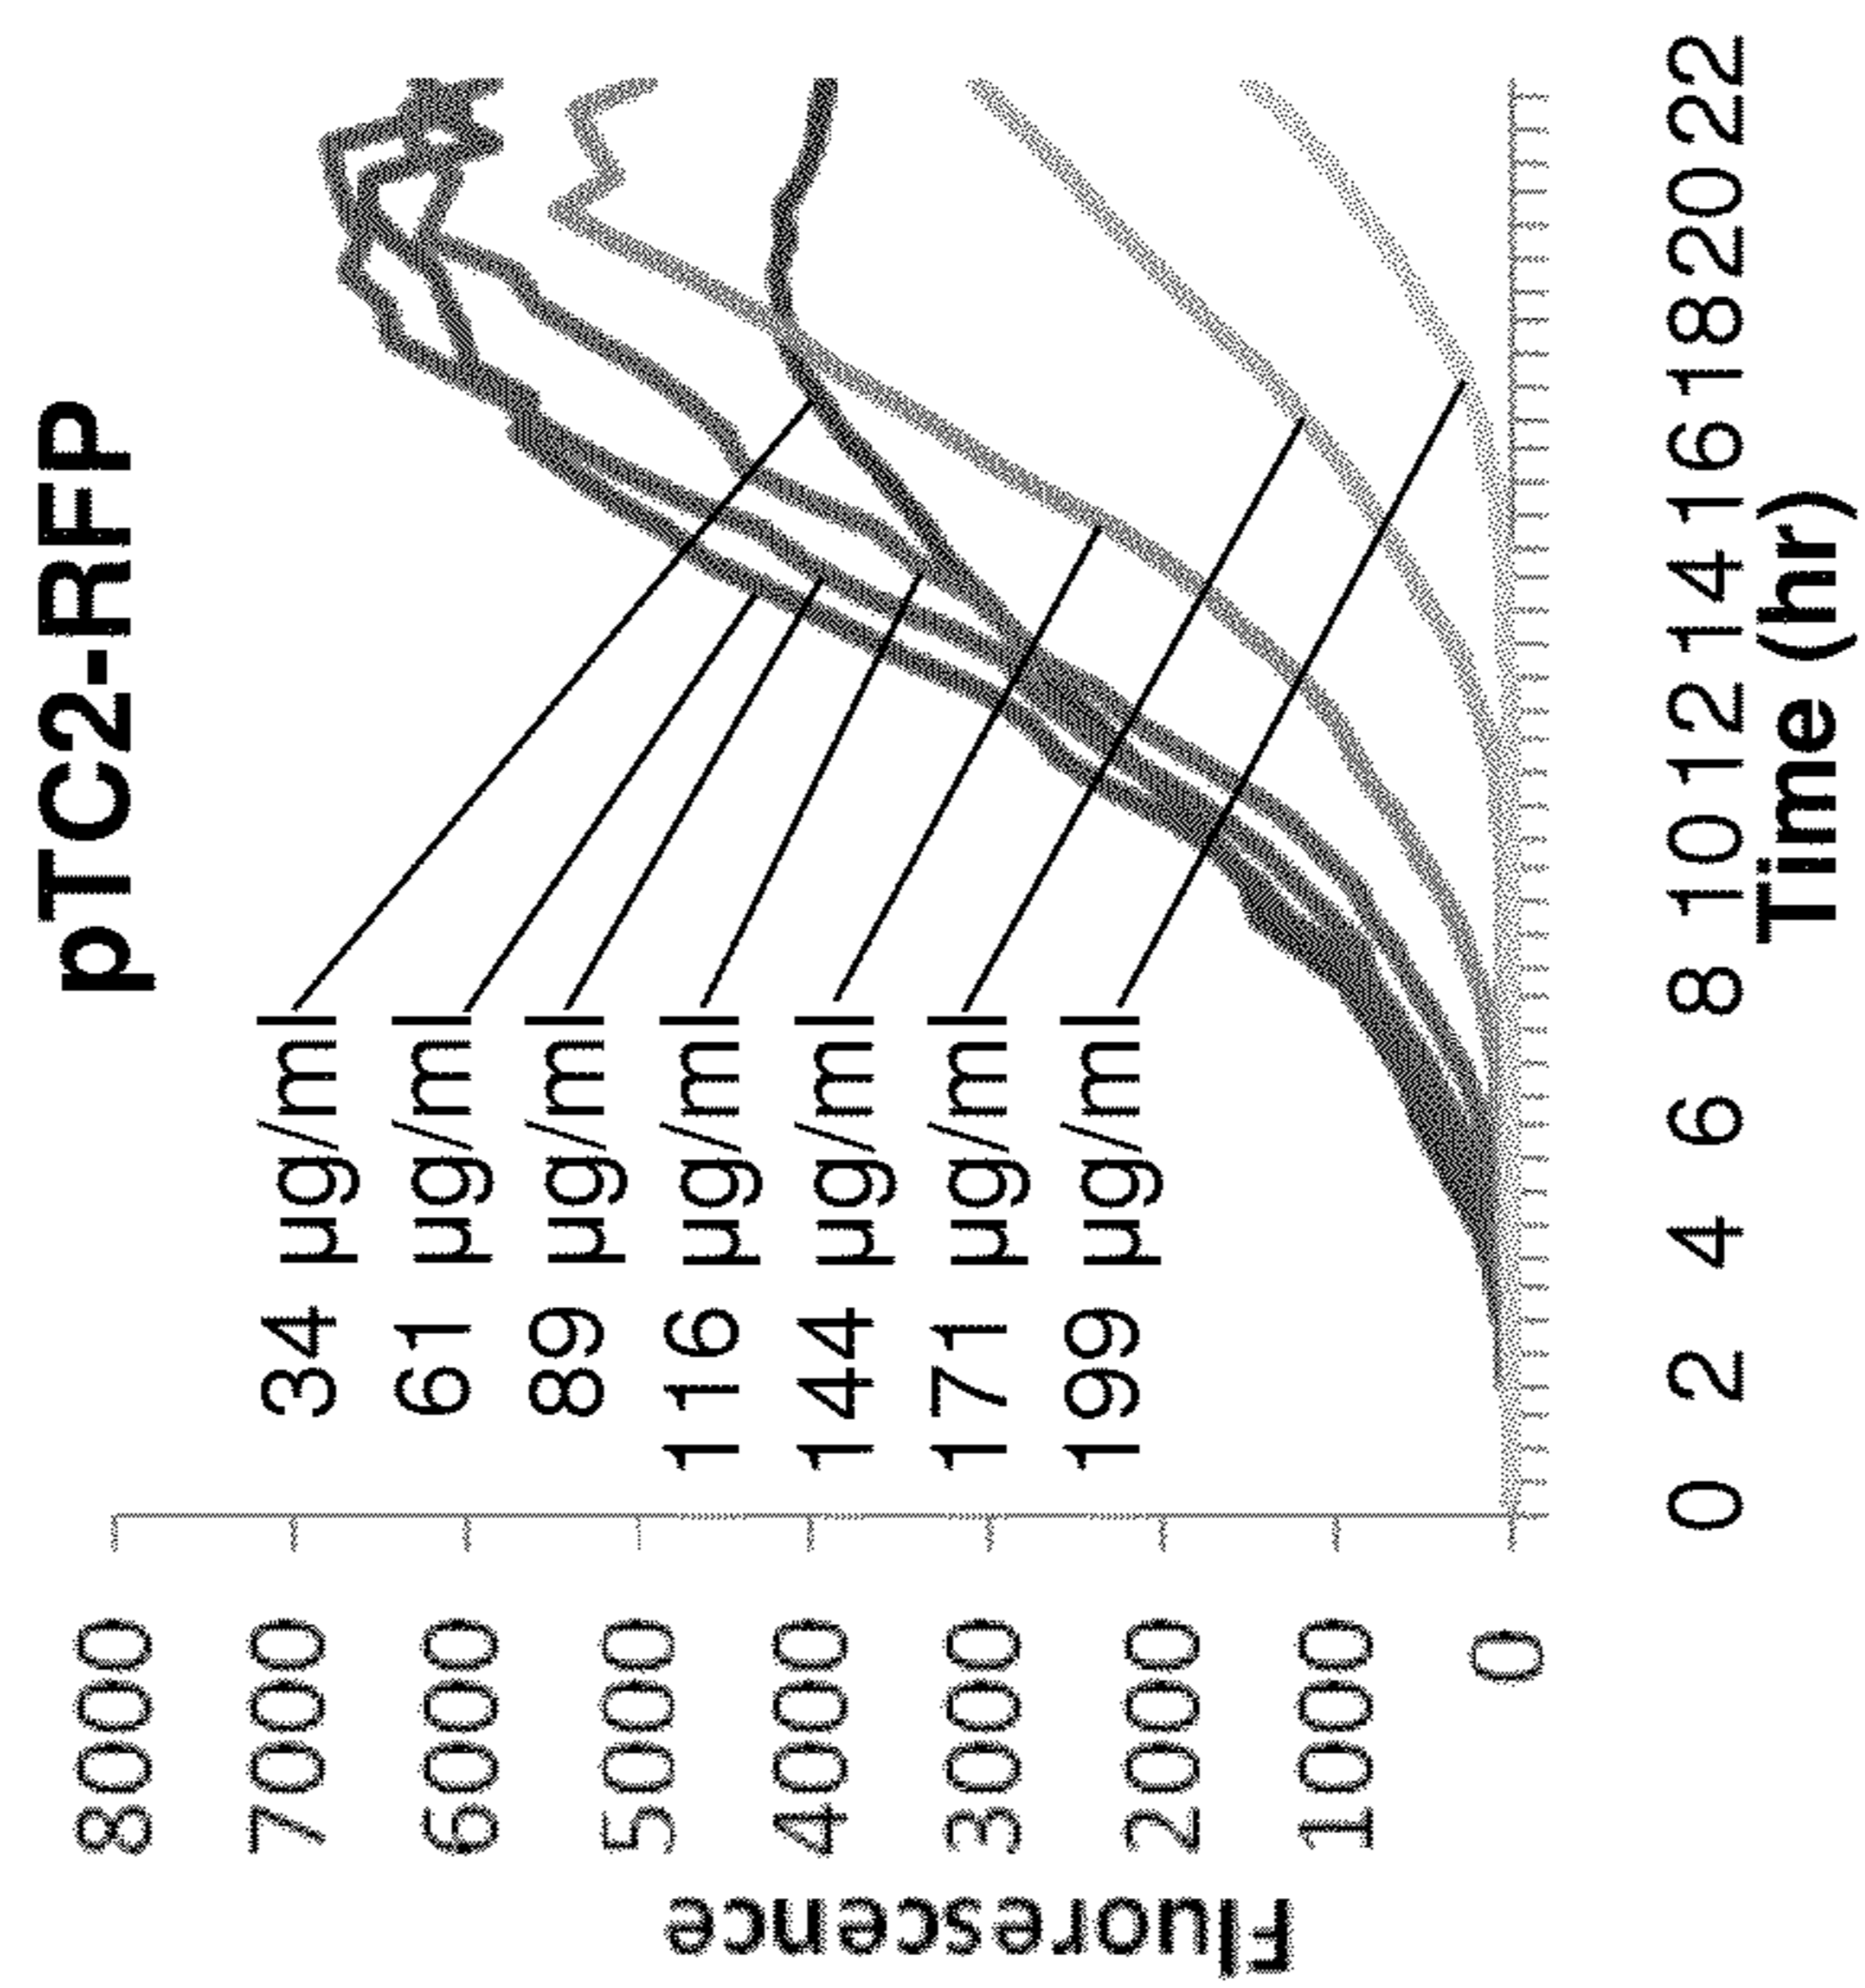 pTC2-RFP
Fluorescence
8000
7000
6000
5000
4000
3000
2000
1000
0
34 µg/ml
61 µg/ml
89 µg/ml
116 µg/ml
144 µg/ml
171 µg/ml
199 µg/ml
0 2 4 6 8 10 12 14 16 18 20 22
Time (hr)